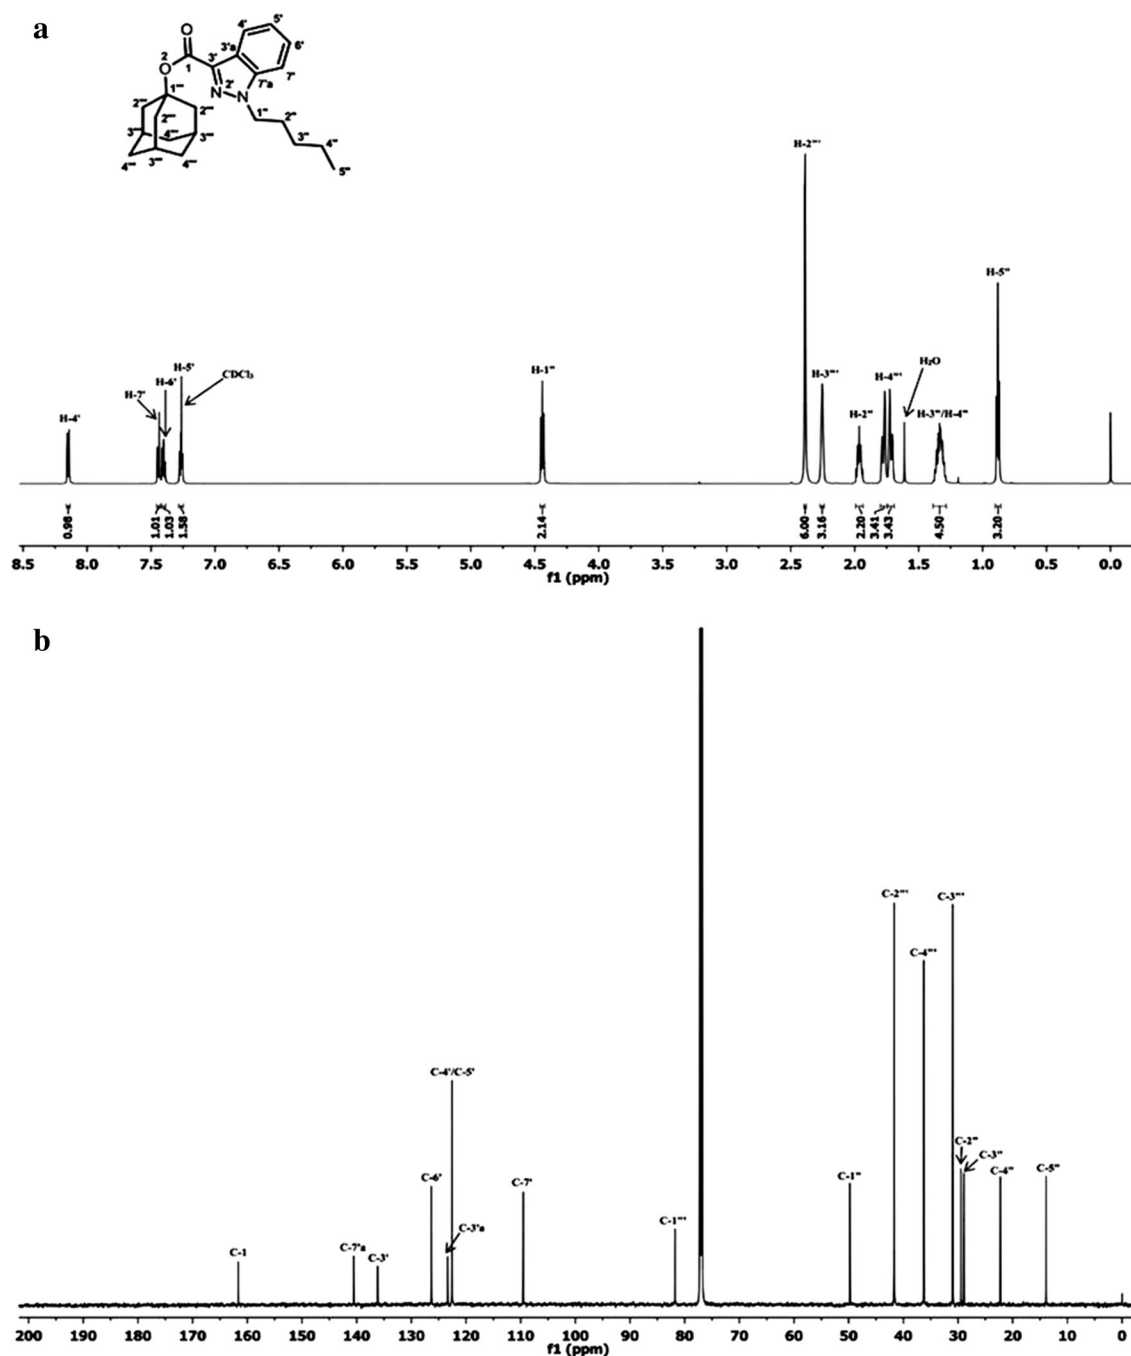 a
O
4'
5'
2
3'a
3'
6'
O
1
1'''
2'
7'a
7'
N
N
2'''
2'''
2'''
1''
2''
3'''
4'''
3'''
3''
4''
4'''
3'''
4'''
5''
H-2'''
H-5''
H-5'
CDCl₃
H-6'
H-1''
H-3'''
H-4'''
H₂O
H-7'
H-4'
H-2''
H-3''/H-4''
0.98
1.01
1.03
1.58
2.14
6.00
3.16
2.20
3.41
3.43
4.50
3.20
8.5 8.0 7.5 7.0 6.5 6.0 5.5 5.0 4.5 4.0 3.5 3.0 2.5 2.0 1.5 1.0 0.5 0.0
f1 (ppm)
b
C-2'''
C-3'''
C-4'''
C-4'/C-5'
C-2''
C-3''
C-6'
C-7'
C-1''
C-4''
C-5''
C-3'a
C-1'''
C-1
C-7'a
C-3'
200 190 180 170 160 150 140 130 120 110 100 90 80 70 60 50 40 30 20 10 0
f1 (ppm)